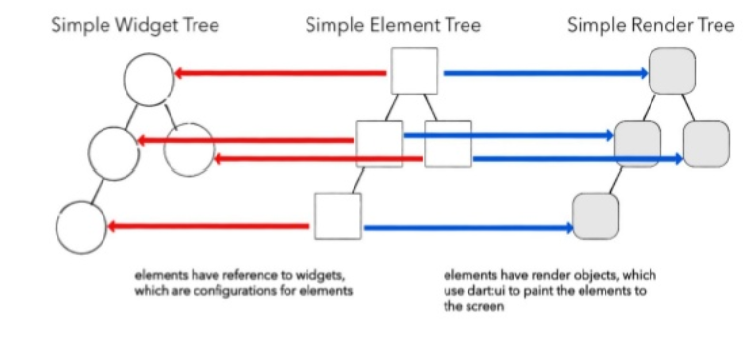 Simple Widget Tree
Simple Element Tree
Simple Render Tree
elements have reference to widgets,
which are configurations for elements
elements have render objects, which
use dart:ui to paint the elements to
the screen